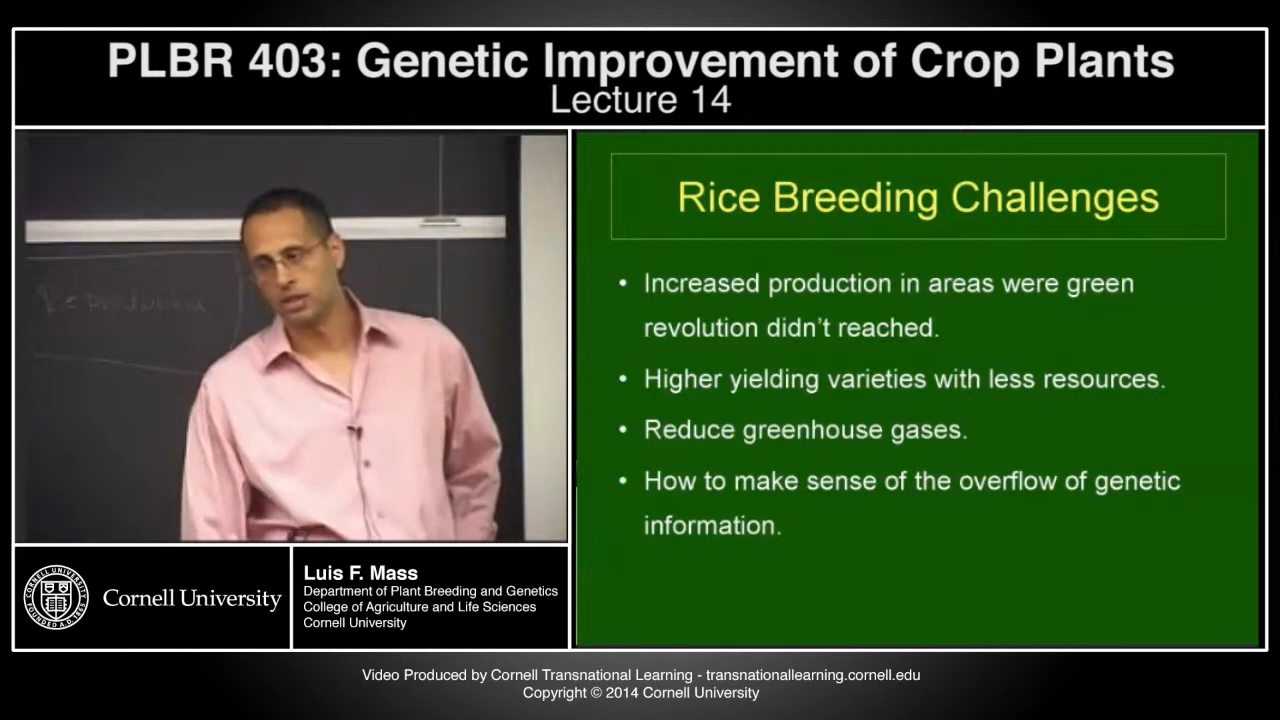 PLBR 403: Genetic Improvement of Crop Plants
Lecture 14
Rice Breeding Challenges
• Increased production in areas were green
revolution didn't reached.
• Higher yielding varieties with less resources.
• Reduce greenhouse gases.
• How to make sense of the overflow of genetic
information.
Cornell University
Luis F. Mass
Department of Plant Breeding and Genetics
College of Agriculture and Life Sciences
Cornell University
Video Produced by Cornell Transnational Learning - transnationallearning.cornell.edu
Copyright © 2014 Cornell University